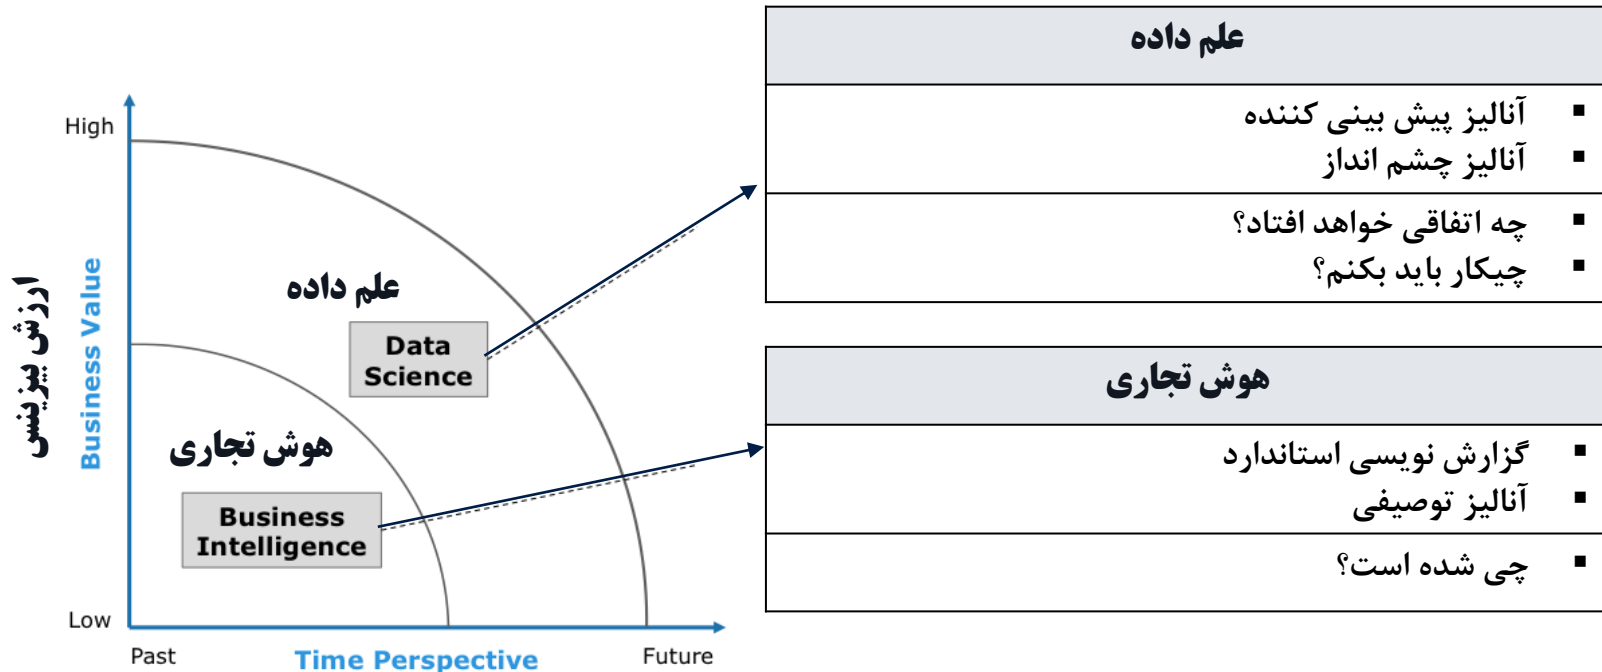 علم داده
آنالیز پیش بینی کننده
آنالیز چشم انداز
چه اتفاقی خواهد افتاد؟
چیکار باید بکنم؟
هوش تجاری
گزارش نویسی استاندارد
آنالیز توصیفی
چی شده است؟
High
ارزش بیزینس
Business Value
علم داده
Data
Science
هوش تجاری
Business
Intelligence
Low
Past
Time Perspective
Future